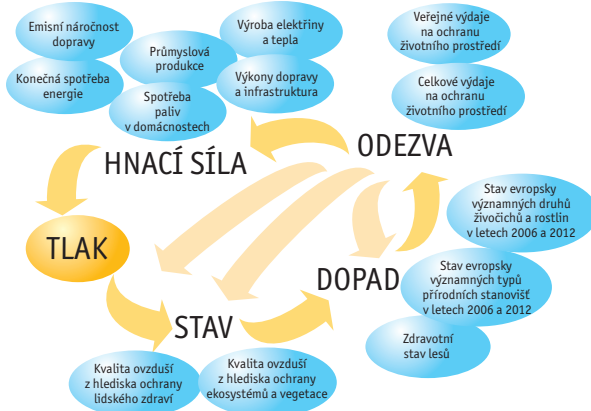 Emisní náročnost
dopravy
Průmyslová
produkce
Výroba elektřiny
a tepla
Konečná spotřeba
energie
Spotřeba
paliv
v domácnostech
Výkony dopravy
a infrastruktura
Veřejné výdaje
na ochranu
životního prostředí
Celkové výdaje
na ochranu
životního prostředí
HNACÍ SÍLA
ODEZVA
TLAK
STAV
DOPAD
Stav evropsky
významných druhů
živočichů a rostlin
v letech 2006 a 2012
Stav evropsky
významných typů
přírodních stanovišť
v letech 2006 a 2012
Zdravotní
stav lesů
Kvalita ovzduší
z hlediska ochrany
lidského zdraví
Kvalita ovzduší
z hlediska ochrany
ekosystémů a vegetace